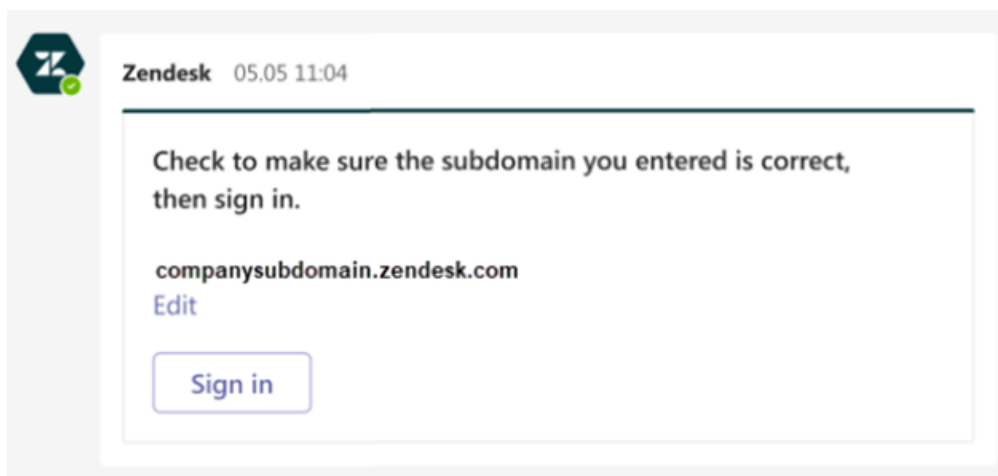 Zendesk 05.05 11:04
Check to make sure the subdomain you entered is correct,
then sign in.
companysubdomain.zendesk.com
Edit
Sign in